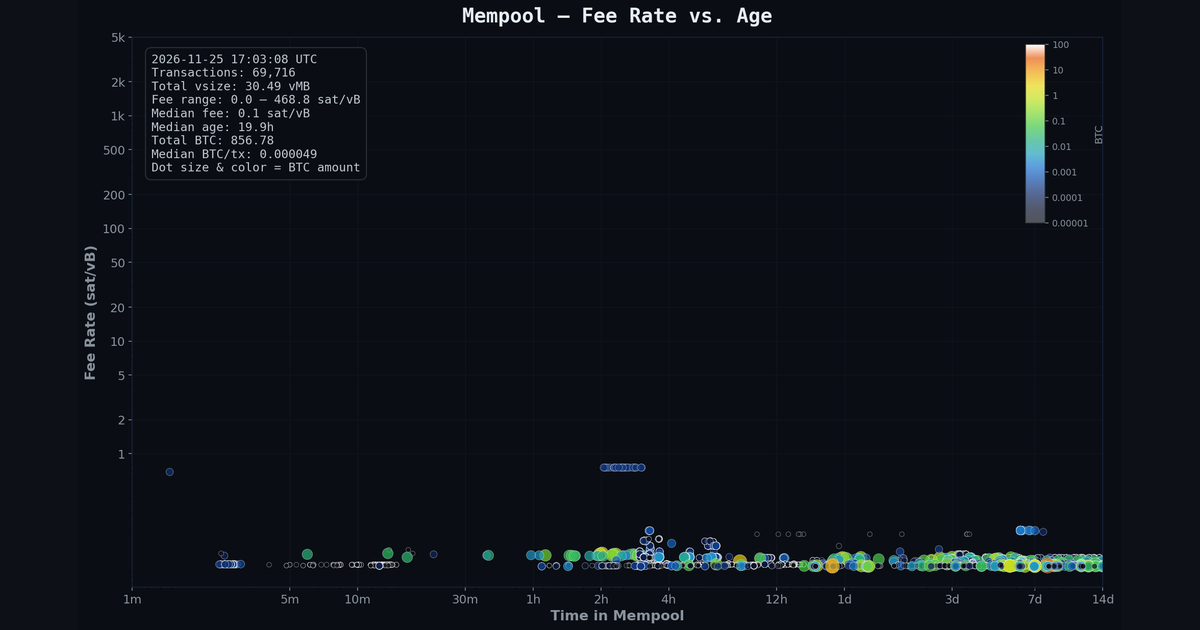 Mempool — Fee Rate vs. Age
2026-11-25 17:03:08 UTC
Transactions: 69,716
Total vsize: 30.49 vMB
Fee range: 0.0 — 468.8 sat/vB
Median fee: 0.1 sat/vB
Median age: 19.9h
Total BTC: 856.78
Median BTC/tx: 0.000049
Dot size & color = BTC amount
100
10
1
0.1
0.01
0.001
0.0001
0.00001
BTC
Fee Rate (sat/vB)
5k
2k
1k
500
200
100
50
20
10
5
2
1
1m
5m
10m
30m
1h
2h
4h
12h
1d
3d
7d
14d
Time in Mempool